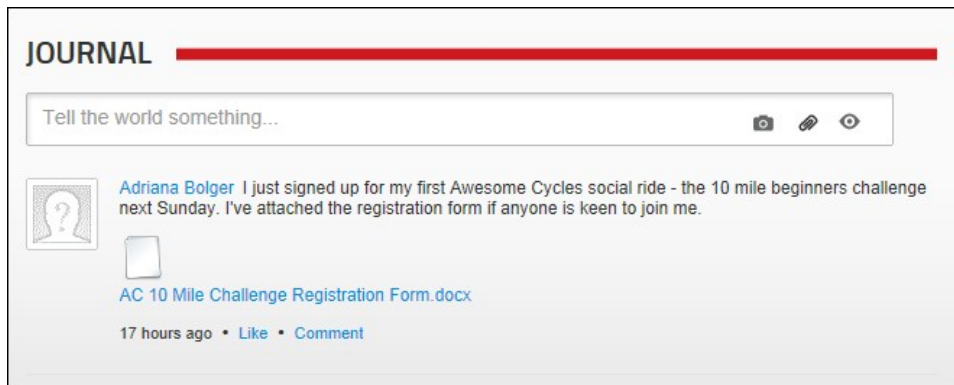 JOURNAL
Tell the world something...
Adriana Bolger I just signed up for my first Awesome Cycles social ride - the 10 mile beginners challenge
next Sunday. I've attached the registration form if anyone is keen to join me.
AC 10 Mile Challenge Registration Form.docx
17 hours ago • Like • Comment